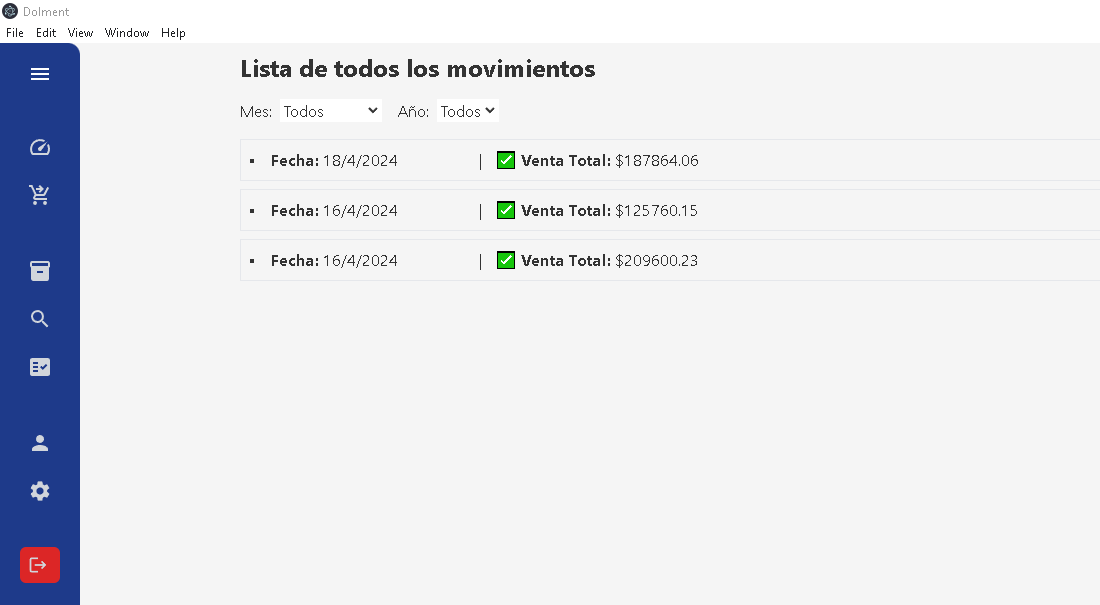 Dolment
File Edit View Window Help
Lista de todos los movimientos
Mes: Todos Año: Todos
▪ Fecha: 18/4/2024 | ✅ Venta Total: $187864.06
▪ Fecha: 16/4/2024 | ✅ Venta Total: $125760.15
▪ Fecha: 16/4/2024 | ✅ Venta Total: $209600.23